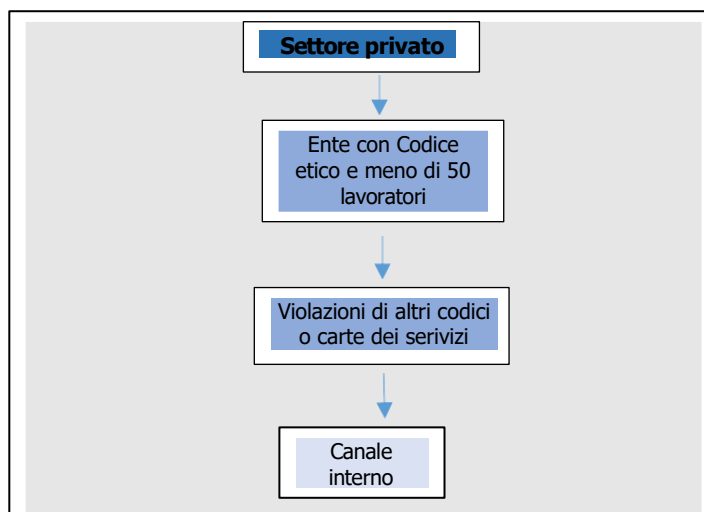 Settore privato
Ente con Codice
etico e meno di 50
lavoratori
Violazioni di altri codici
o carte dei serivizi
Canale
interno